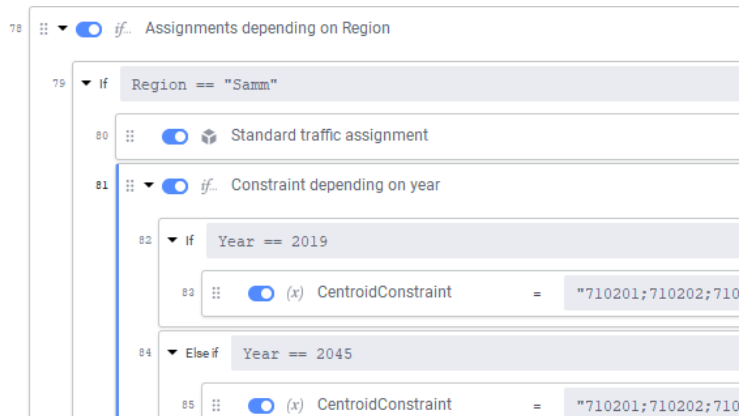 78 if… Assignments depending on Region
79 If Region == "Samm"
80 Standard traffic assignment
81 if… Constraint depending on year
82 If Year == 2019
83 (x) CentroidConstraint = "710201;710202;710
84 Else if Year == 2045
85 (x) CentroidConstraint = "710201;710202;710